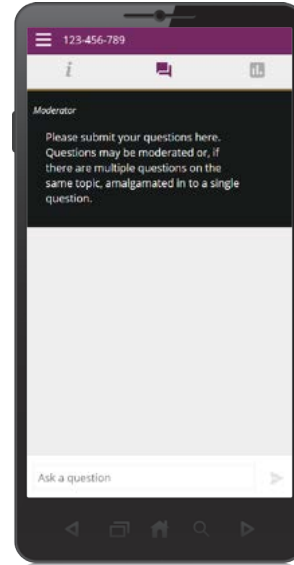 123-456-789
i
Moderator
Please submit your questions here.
Questions may be moderated or, if
there are multiple questions on the
same topic, amalgamated in to a single
question.
Ask a question